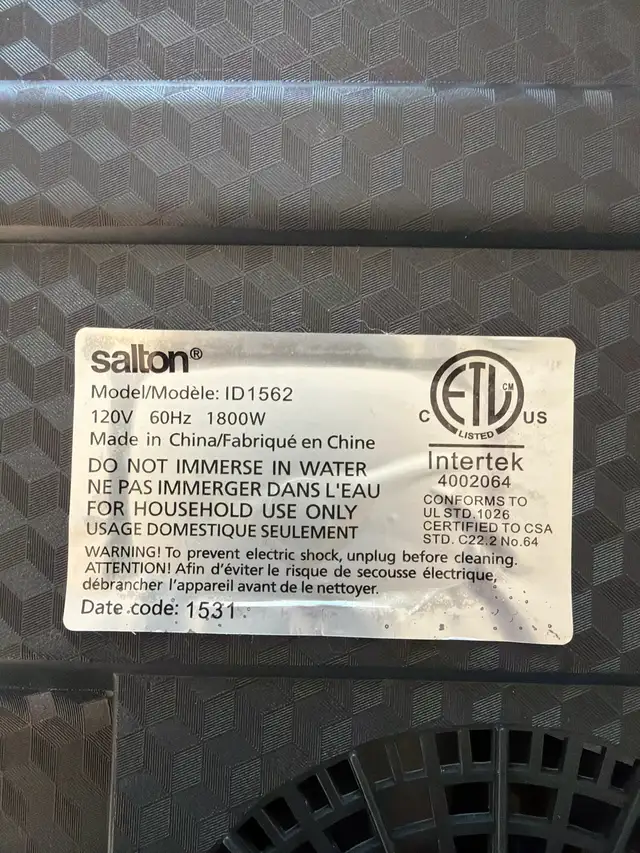 salton®
Model/Modèle: ID1562
120V 60Hz 1800W
Made in China/Fabriqué en Chine
DO NOT IMMERSE IN WATER
NE PAS IMMERGER DANS L'EAU
FOR HOUSEHOLD USE ONLY
USAGE DOMESTIQUE SEULEMENT
WARNING! To prevent electric shock, unplug before cleaning.
ATTENTION! Afin d'éviter le risque de secousse électrique,
débrancher l'appareil avant de le nettoyer.
Date code: 1531
ETL CM
C US
LISTED
Intertek
4002064
CONFORMS TO
UL STD.1026
CERTIFIED TO CSA
STD. C22.2 No.64